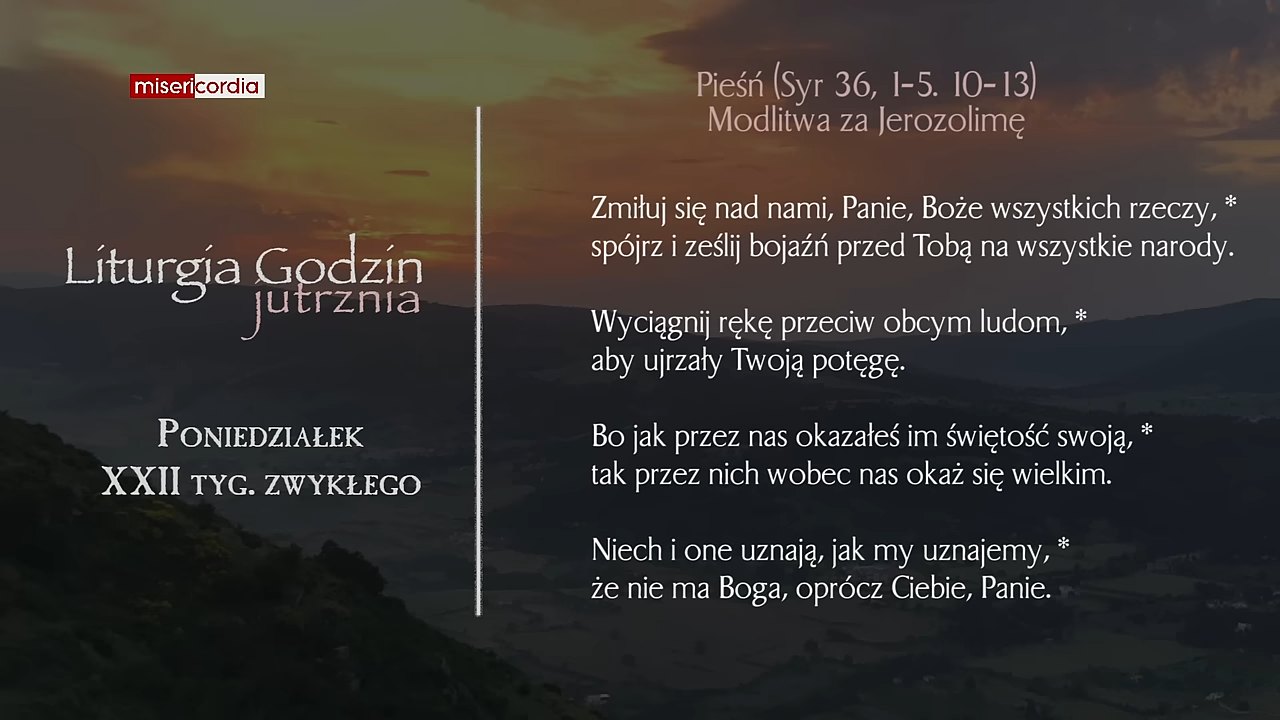 misericordia
Liturgia Godzin
jutrznia
Poniedziałek
XXII tyg. zwykłego
Pieśń (Syr 36, 1-5. 10-13)
Modlitwa za Jerozolimę
Zmiłuj się nad nami, Panie, Boże wszystkich rzeczy, *
spójrz i ześlij bojaźń przed Tobą na wszystkie narody.
Wyciągnij rękę przeciw obcym ludom, *
aby ujrzały Twoją potęgę.
Bo jak przez nas okazałeś im świętość swoją, *
tak przez nich wobec nas okaż się wielkim.
Niech i one uznają, jak my uznajemy, *
że nie ma Boga, oprócz Ciebie, Panie.